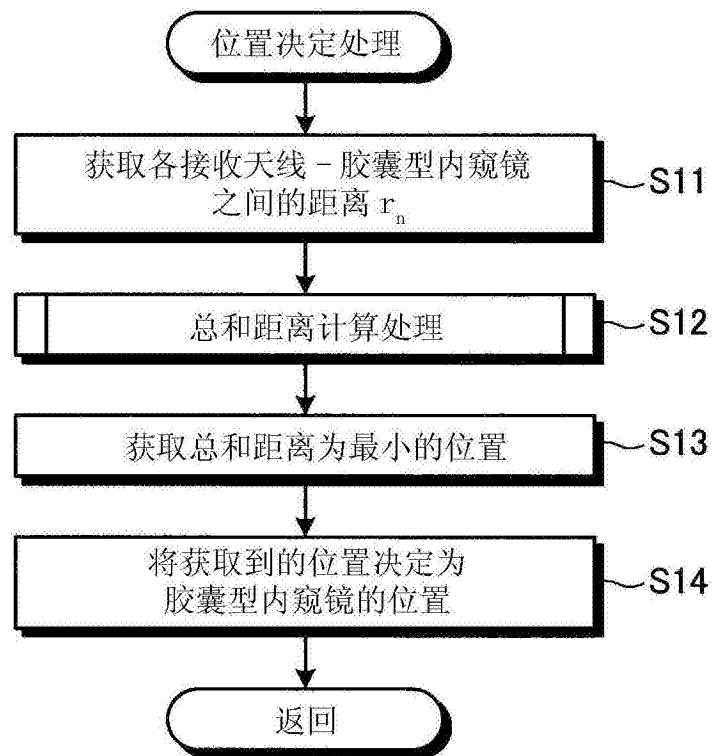 位置决定处理
获取各接收天线-胶囊型内窥镜
之间的距离 rn
S11
总和距离计算处理
S12
获取总和距离为最小的位置
S13
将获取到的位置决定为
胶囊型内窥镜的位置
S14
返回